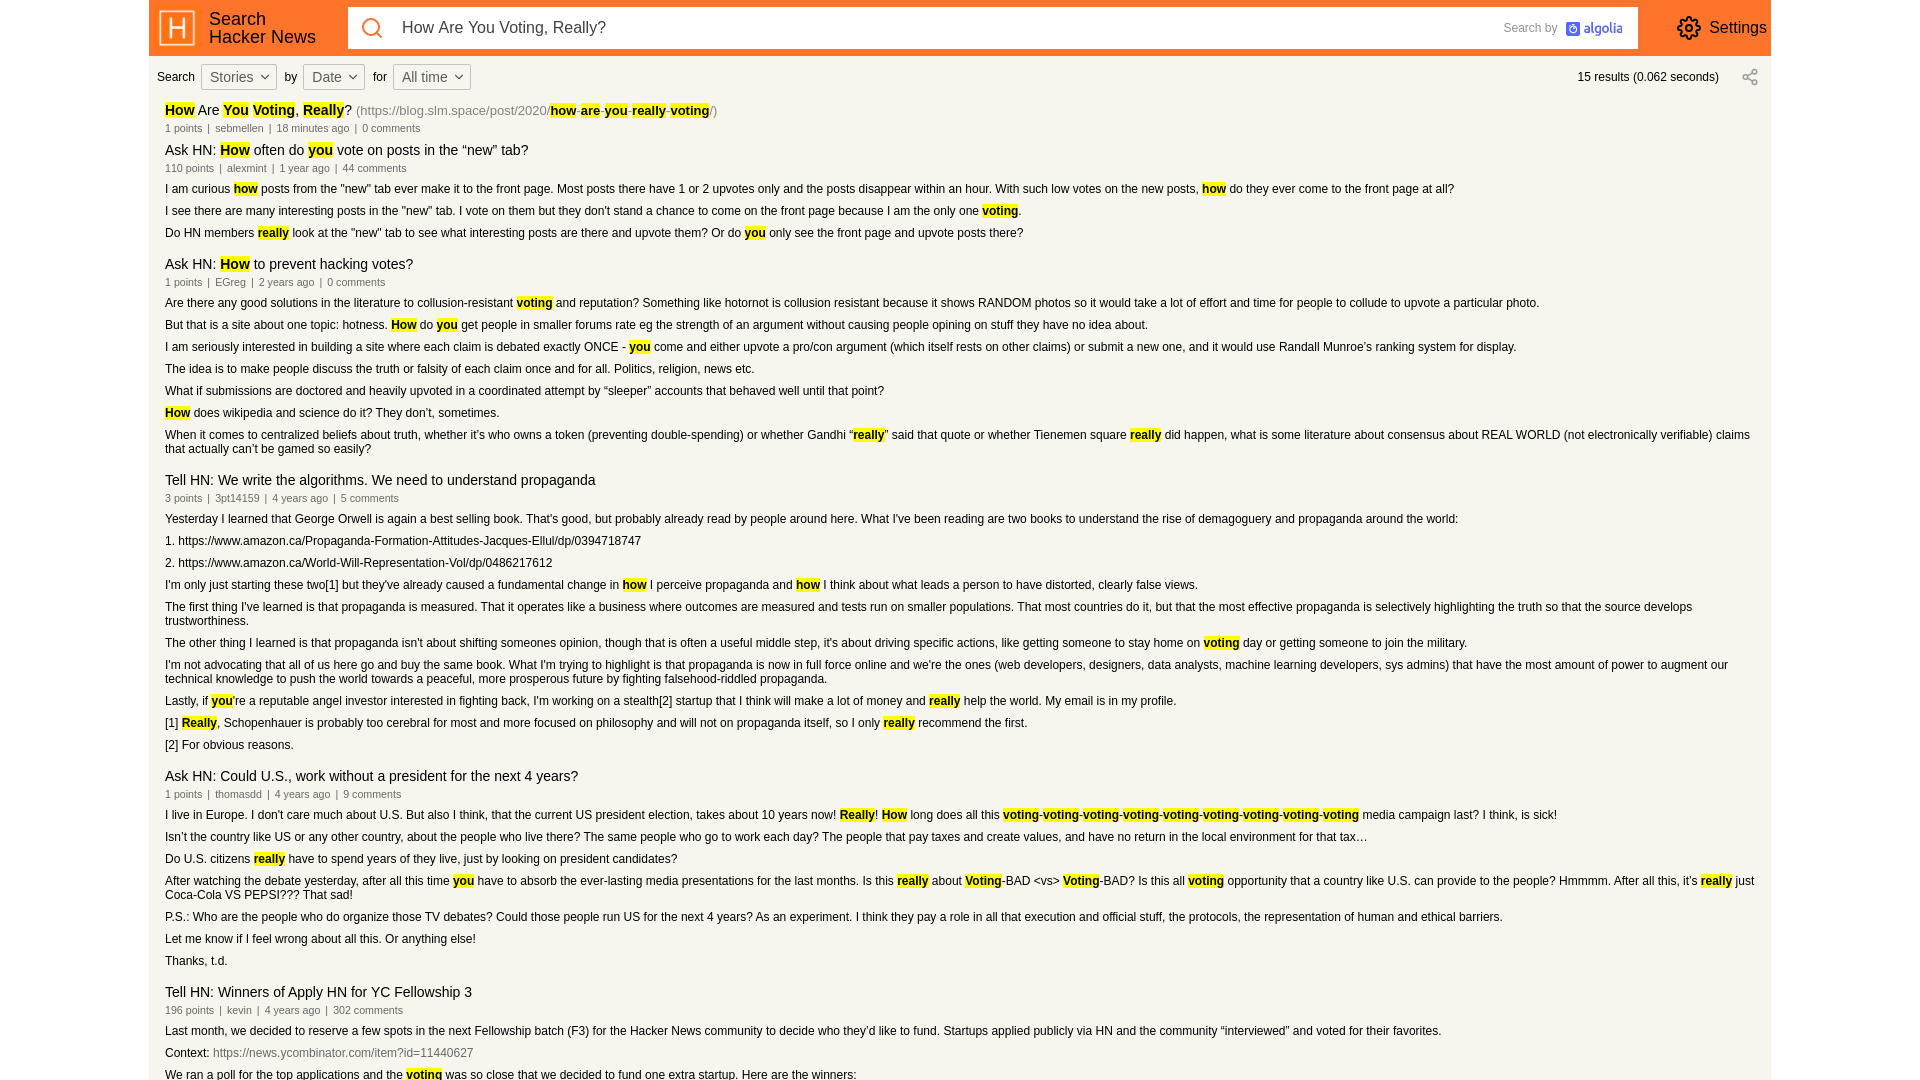 H
Search
Hacker News
How Are You Voting, Really?
Search by algolia
Settings
Search Stories by Date for All time
15 results (0.062 seconds)
How Are You Voting, Really? (https://blog.slm.space/post/2020/how-are-you-really-voting/)
1 points | sebmellen | 18 minutes ago | 0 comments
Ask HN: How often do you vote on posts in the “new” tab?
110 points | alexmint | 1 year ago | 44 comments
I am curious how posts from the "new" tab ever make it to the front page. Most posts there have 1 or 2 upvotes only and the posts disappear within an hour. With such low votes on the new posts, how do they ever come to the front page at all?
I see there are many interesting posts in the "new" tab. I vote on them but they don't stand a chance to come on the front page because I am the only one voting.
Do HN members really look at the "new" tab to see what interesting posts are there and upvote them? Or do you only see the front page and upvote posts there?
Ask HN: How to prevent hacking votes?
1 points | EGreg | 2 years ago | 0 comments
Are there any good solutions in the literature to collusion-resistant voting and reputation? Something like hotornot is collusion resistant because it shows RANDOM photos so it would take a lot of effort and time for people to collude to upvote a particular photo.
But that is a site about one topic: hotness. How do you get people in smaller forums rate eg the strength of an argument without causing people opining on stuff they have no idea about.
I am seriously interested in building a site where each claim is debated exactly ONCE - you come and either upvote a pro/con argument (which itself rests on other claims) or submit a new one, and it would use Randall Munroe’s ranking system for display.
The idea is to make people discuss the truth or falsity of each claim once and for all. Politics, religion, news etc.
What if submissions are doctored and heavily upvoted in a coordinated attempt by “sleeper” accounts that behaved well until that point?
How does wikipedia and science do it? They don’t, sometimes.
When it comes to centralized beliefs about truth, whether it’s who owns a token (preventing double-spending) or whether Gandhi “really” said that quote or whether Tienemen square really did happen, what is some literature about consensus about REAL WORLD (not electronically verifiable) claims
that actually can’t be gamed so easily?
Tell HN: We write the algorithms. We need to understand propaganda
3 points | 3pt14159 | 4 years ago | 5 comments
Yesterday I learned that George Orwell is again a best selling book. That's good, but probably already read by people around here. What I've been reading are two books to understand the rise of demagoguery and propaganda around the world:
1. https://www.amazon.ca/Propaganda-Formation-Attitudes-Jacques-Ellul/dp/0394718747
2. https://www.amazon.ca/World-Will-Representation-Vol/dp/0486217612
I'm only just starting these two[1] but they've already caused a fundamental change in how I perceive propaganda and how I think about what leads a person to have distorted, clearly false views.
The first thing I've learned is that propaganda is measured. That it operates like a business where outcomes are measured and tests run on smaller populations. That most countries do it, but that the most effective propaganda is selectively highlighting the truth so that the source develops
trustworthiness.
The other thing I learned is that propaganda isn't about shifting someones opinion, though that is often a useful middle step, it's about driving specific actions, like getting someone to stay home on voting day or getting someone to join the military.
I'm not advocating that all of us here go and buy the same book. What I'm trying to highlight is that propaganda is now in full force online and we're the ones (web developers, designers, data analysts, machine learning developers, sys admins) that have the most amount of power to augment our
technical knowledge to push the world towards a peaceful, more prosperous future by fighting falsehood-riddled propaganda.
Lastly, if you're a reputable angel investor interested in fighting back, I'm working on a stealth[2] startup that I think will make a lot of money and really help the world. My email is in my profile.
[1] Really, Schopenhauer is probably too cerebral for most and more focused on philosophy and will not on propaganda itself, so I only really recommend the first.
[2] For obvious reasons.
Ask HN: Could U.S., work without a president for the next 4 years?
1 points | thomasdd | 4 years ago | 9 comments
I live in Europe. I don't care much about U.S. But also I think, that the current US president election, takes about 10 years now! Really! How long does all this voting-voting-voting-voting-voting-voting-voting-voting-voting media campaign last? I think, is sick!
Isn’t the country like US or any other country, about the people who live there? The same people who go to work each day? The people that pay taxes and create values, and have no return in the local environment for that tax…
Do U.S. citizens really have to spend years of they live, just by looking on president candidates?
After watching the debate yesterday, after all this time you have to absorb the ever-lasting media presentations for the last months. Is this really about Voting-BAD <vs> Voting-BAD? Is this all voting opportunity that a country like U.S. can provide to the people? Hmmmm. After all this, it’s really just
Coca-Cola VS PEPSI??? That sad!
P.S.: Who are the people who do organize those TV debates? Could those people run US for the next 4 years? As an experiment. I think they pay a role in all that execution and official stuff, the protocols, the representation of human and ethical barriers.
Let me know if I feel wrong about all this. Or anything else!
Thanks, t.d.
Tell HN: Winners of Apply HN for YC Fellowship 3
196 points | kevin | 4 years ago | 302 comments
Last month, we decided to reserve a few spots in the next Fellowship batch (F3) for the Hacker News community to decide who they’d like to fund. Startups applied publicly via HN and the community “interviewed” and voted for their favorites.
Context: https://news.ycombinator.com/item?id=11440627
We ran a poll for the top applications and the voting was so close that we decided to fund one extra startup. Here are the winners: